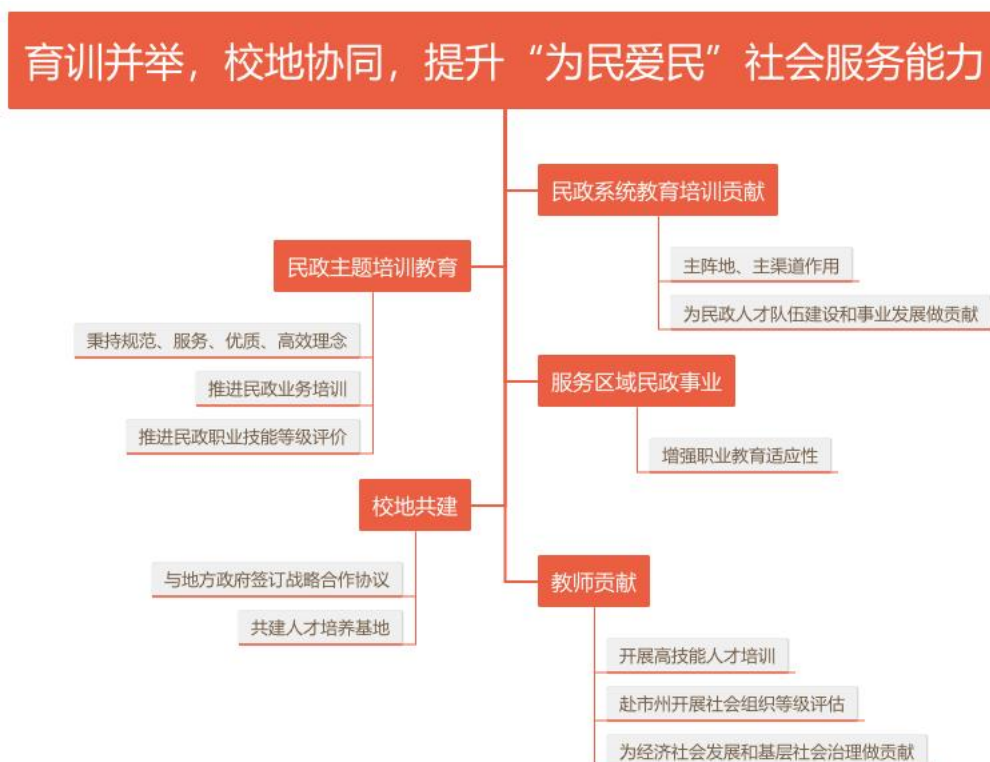 育训并举，校地协同，提升“为民爱民”社会服务能力
民政系统教育培训贡献
主阵地、主渠道作用
为民政人才队伍建设和事业发展做贡献
民政主题培训教育
秉持规范、服务、优质、高效理念
推进民政业务培训
推进民政职业技能等级评价
服务区域民政事业
增强职业教育适应性
校地共建
与地方政府签订战略合作协议
共建人才培养基地
教师贡献
开展高技能人才培训
赴市州开展社会组织等级评估
为经济社会发展和基层社会治理做贡献